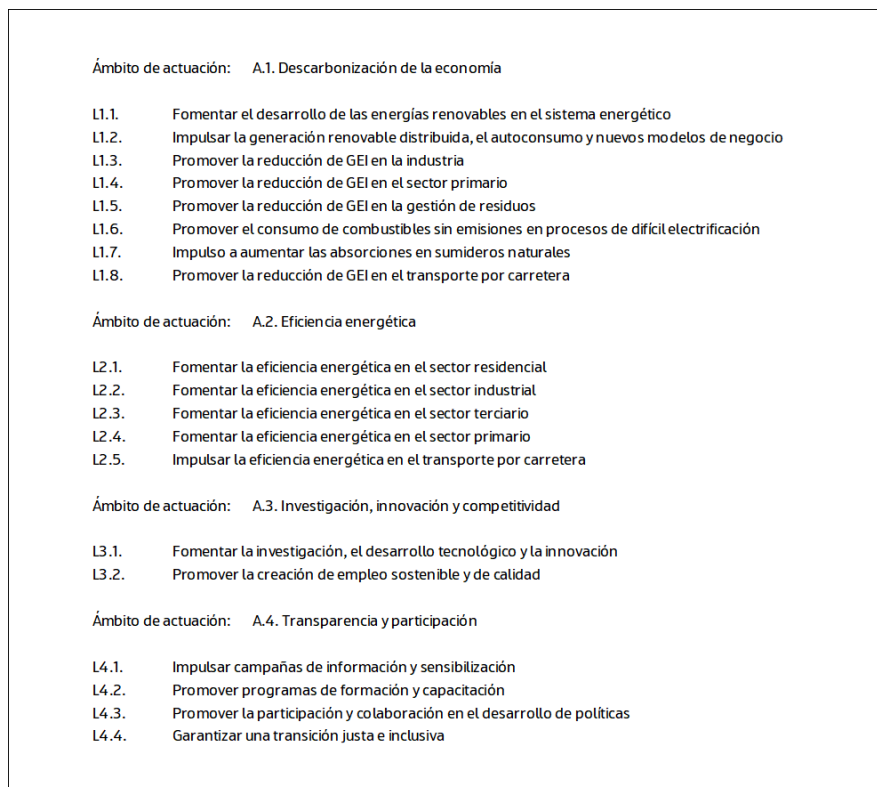 Ámbito de actuación: A.1. Descarbonización de la economía
L1.1. Fomentar el desarrollo de las energías renovables en el sistema energético
L1.2. Impulsar la generación renovable distribuida, el autoconsumo y nuevos modelos de negocio
L1.3. Promover la reducción de GEI en la industria
L1.4. Promover la reducción de GEI en el sector primario
L1.5. Promover la reducción de GEI en la gestión de residuos
L1.6. Promover el consumo de combustibles sin emisiones en procesos de difícil electrificación
L1.7. Impulso a aumentar las absorciones en sumideros naturales
L1.8. Promover la reducción de GEI en el transporte por carretera
Ámbito de actuación: A.2. Eficiencia energética
L2.1. Fomentar la eficiencia energética en el sector residencial
L2.2. Fomentar la eficiencia energética en el sector industrial
L2.3. Fomentar la eficiencia energética en el sector terciario
L2.4. Fomentar la eficiencia energética en el sector primario
L2.5. Impulsar la eficiencia energética en el transporte por carretera
Ámbito de actuación: A.3. Investigación, innovación y competitividad
L3.1. Fomentar la investigación, el desarrollo tecnológico y la innovación
L3.2. Promover la creación de empleo sostenible y de calidad
Ámbito de actuación: A.4. Transparencia y participación
L4.1. Impulsar campañas de información y sensibilización
L4.2. Promover programas de formación y capacitación
L4.3. Promover la participación y colaboración en el desarrollo de políticas
L4.4. Garantizar una transición justa e inclusiva